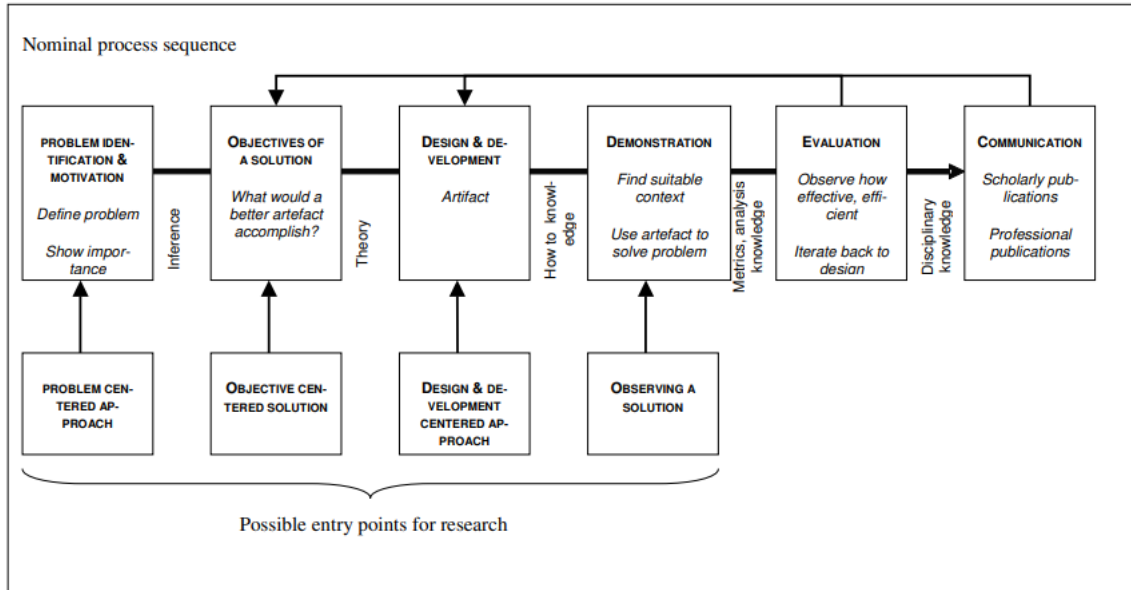 Nominal process sequence
PROBLEM IDEN-
TIFICATION &
MOTIVATION
Define problem
Show impor-
tance
Inference
OBJECTIVES OF
A SOLUTION
What would a
better artefact
accomplish?
Theory
DESIGN & DE-
VELOPMENT
Artifact
How to knowl-
edge
DEMONSTRATION
Find suitable
context
Use artefact to
solve problem
Metrics, analysis
knowledge
EVALUATION
Observe how
effective, effi-
cient
Iterate back to
design
Disciplinary
knowledge
COMMUNICATION
Scholarly pub-
lications
Professional
publications
PROBLEM CEN-
TERED AP-
PROACH
OBJECTIVE CEN-
TERED SOLUTION
DESIGN & DE-
VELOPMENT
CENTERED AP-
PROACH
OBSERVING A
SOLUTION
Possible entry points for research